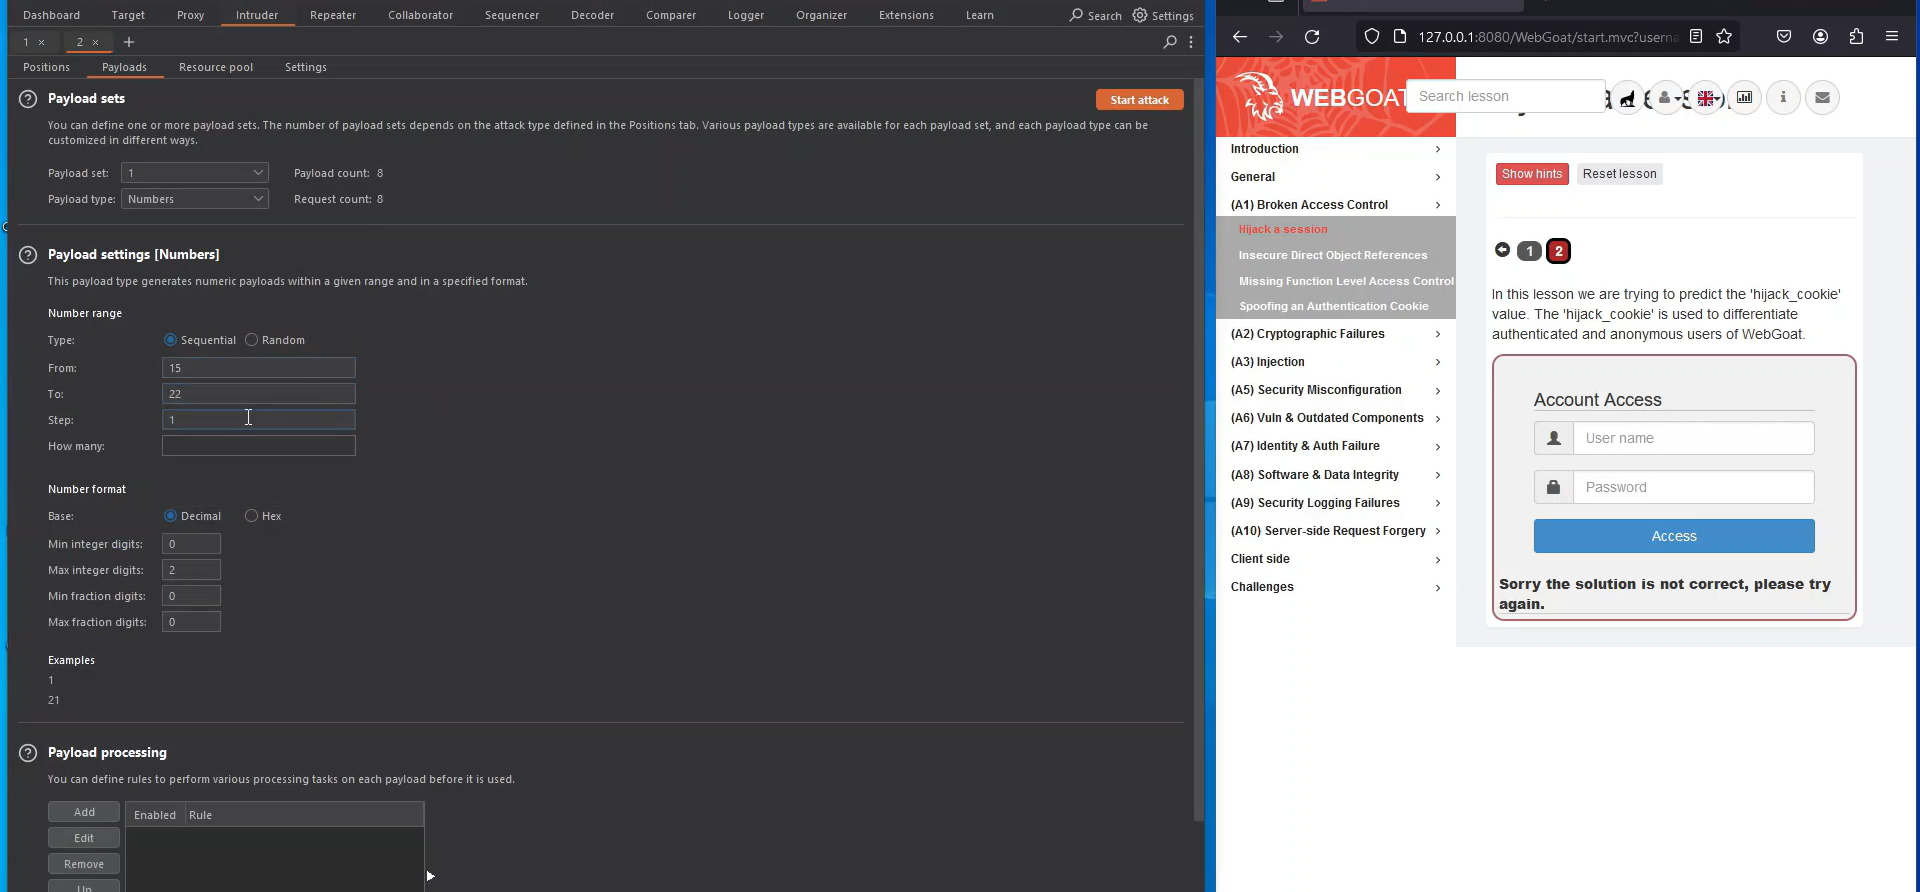 Dashboard Target Proxy Intruder Repeater Collaborator Sequencer Decoder Comparer Logger Organizer Extensions Learn Search Settings
1 × 2 × +
Positions Payloads Resource pool Settings
Payload sets
Start attack
You can define one or more payload sets. The number of payload sets depends on the attack type defined in the Positions tab. Various payload types are available for each payload set, and each payload type can be
customized in different ways.
Payload set: 1 Payload count: 8
Payload type: Numbers Request count: 8
Payload settings [Numbers]
This payload type generates numeric payloads within a given range and in a specified format.
Number range
Type: Sequential Random
From: 15
To: 22
Step: 1
How many:
Number format
Base: Decimal Hex
Min integer digits: 0
Max integer digits: 2
Min fraction digits: 0
Max fraction digits: 0
Examples
1
21
Payload processing
You can define rules to perform various processing tasks on each payload before it is used.
Add Enabled Rule
Edit
Remove
Up
127.0.0.1:8080/WebGoat/start.mvc?userna
WEBGOAT Search lesson
Introduction
General
(A1) Broken Access Control
Hijack a session
Insecure Direct Object References
Missing Function Level Access Control
Spoofing an Authentication Cookie
(A2) Cryptographic Failures
(A3) Injection
(A5) Security Misconfiguration
(A6) Vuln & Outdated Components
(A7) Identity & Auth Failure
(A8) Software & Data Integrity
(A9) Security Logging Failures
(A10) Server-side Request Forgery
Client side
Challenges
Show hints Reset lesson
1 2
In this lesson we are trying to predict the 'hijack_cookie'
value. The 'hijack_cookie' is used to differentiate
authenticated and anonymous users of WebGoat.
Account Access
User name
Password
Access
Sorry the solution is not correct, please try
again.